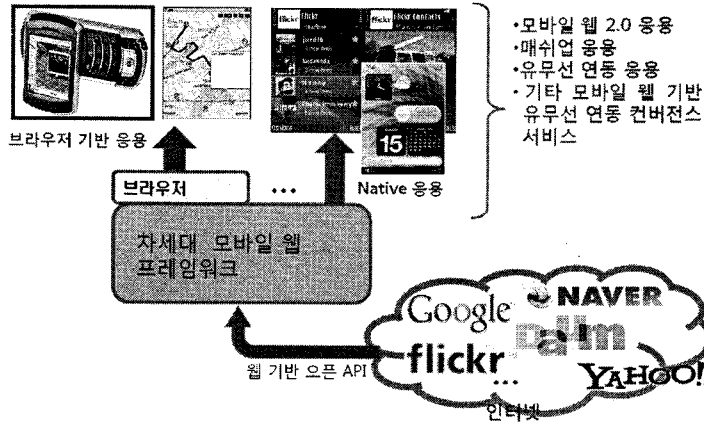 •모바일 웹 2.0 응용
•매쉬업 응용
•유무선 연동 응용
•기타 모바일 웹 기반
유무선 연동 컨버전스
서비스
flickr
flickr
브라우저 기반 응용
15
Native 응용
브라우저
...
차세대 모바일 웹
프레임워크
웹 기반 오픈 API
Google
NAVER
flickr
...
YAHOO!
인터넷